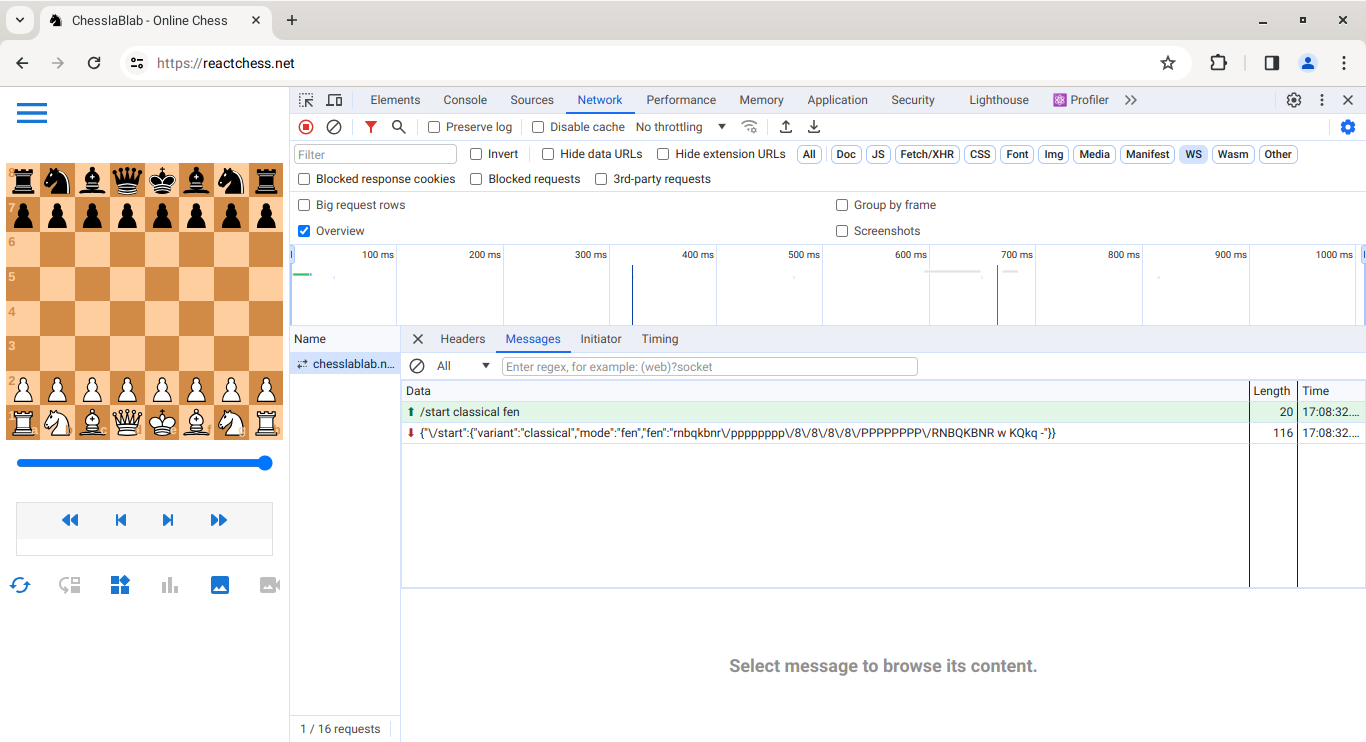 ChesslaBlab - Online Chess
https://reactchess.net
Elements Console Sources Network Performance Memory Application Security Lighthouse Profiler
Preserve log Disable cache No throttling
Filter Invert Hide data URLs Hide extension URLs All Doc JS Fetch/XHR CSS Font Img Media Manifest WS Wasm Other
Blocked response cookies Blocked requests 3rd-party requests
Big request rows Group by frame
Overview Screenshots
100 ms 200 ms 300 ms 400 ms 500 ms 600 ms 700 ms 800 ms 900 ms 1000 ms
Name Headers Messages Initiator Timing
chesslablab.n...
All Enter regex, for example: (web)?socket
Data Length Time
/start classical fen 20 17:08:32....
{"\/start":{"variant":"classical","mode":"fen","fen":"rnbqkbnr\/pppppppp\/8\/8\/8\/8\/PPPPPPPP\/RNBQKBNR w KQkq -"}} 116 17:08:32....
Select message to browse its content.
1 / 16 requests
8
7
6
5
4
3
2
1
a b c d e f g h